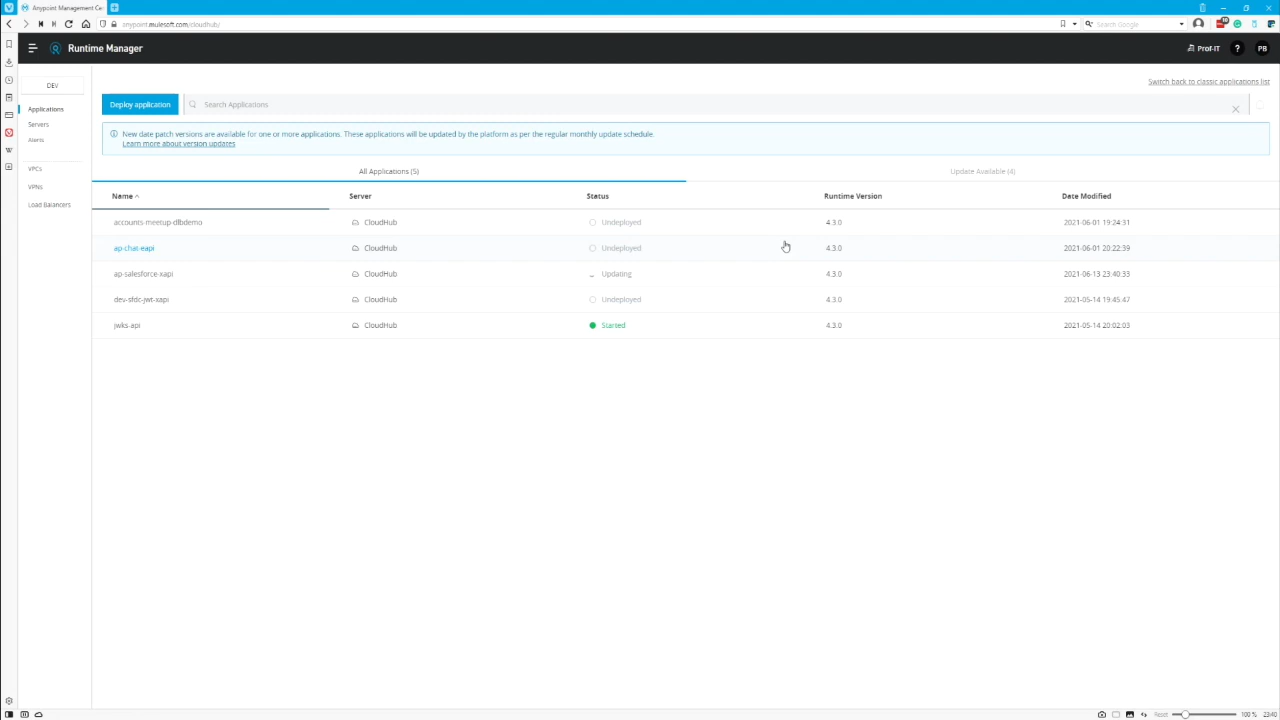 Anypoint Management Ce
anypoint.mulesoft.com/cloudhub/
Search Google
Runtime Manager
Prof-IT
?
PB
DEV
Applications
Servers
Alerts
VPCs
VPNs
Load Balancers
Switch back to classic applications list
Deploy application
Search Applications
New date patch versions are available for one or more applications. These applications will be updated by the platform as per the regular monthly update schedule.
Learn more about version updates
All Applications (5)
Update Available (4)
Name Server Status Runtime Version Date Modified
accounts-meetup-dlbdemo CloudHub Undeployed 4.3.0 2021-06-01 19:24:31
ap-chat-eapi CloudHub Undeployed 4.3.0 2021-06-01 20:22:39
ap-salesforce-xapi CloudHub Updating 4.3.0 2021-06-13 23:40:33
dev-sfdc-jwt-xapi CloudHub Undeployed 4.3.0 2021-05-14 19:45:47
jwks-api CloudHub Started 4.3.0 2021-05-14 20:02:03
Reset 100 % 23:40